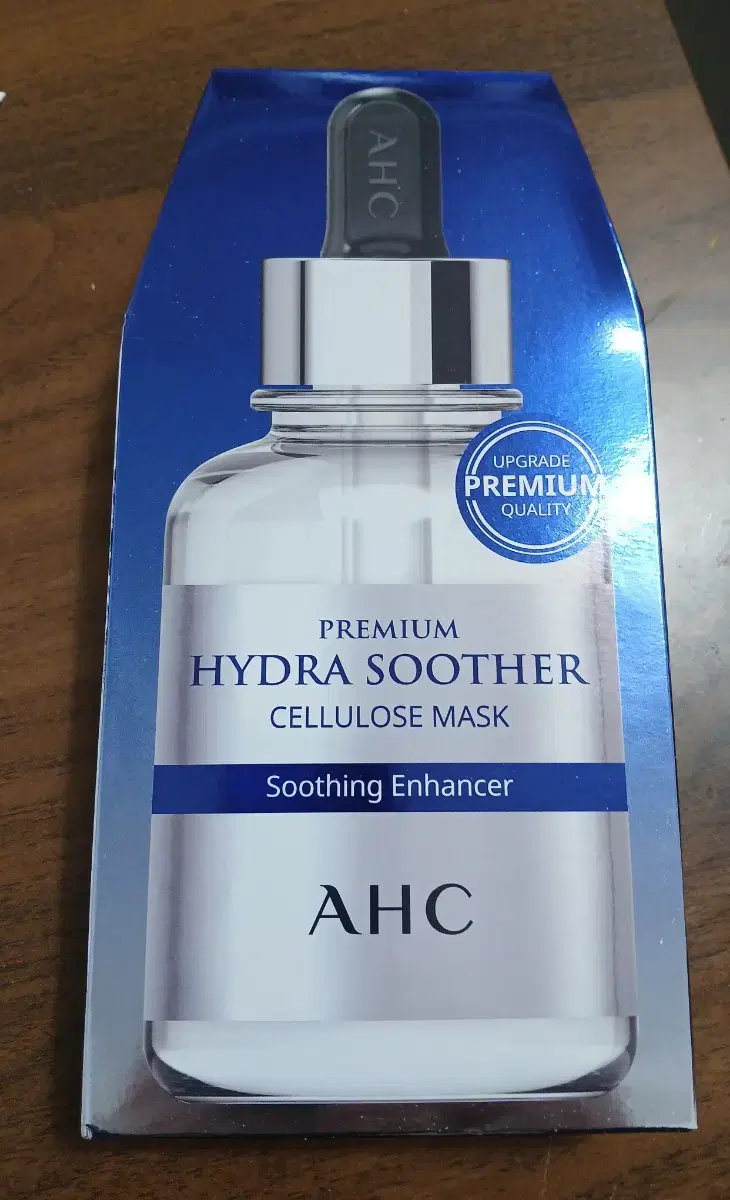 AHC
UPGRADE
PREMIUM
QUALITY
PREMIUM
HYDRA SOOTHER
CELLULOSE MASK
Soothing Enhancer
AHC